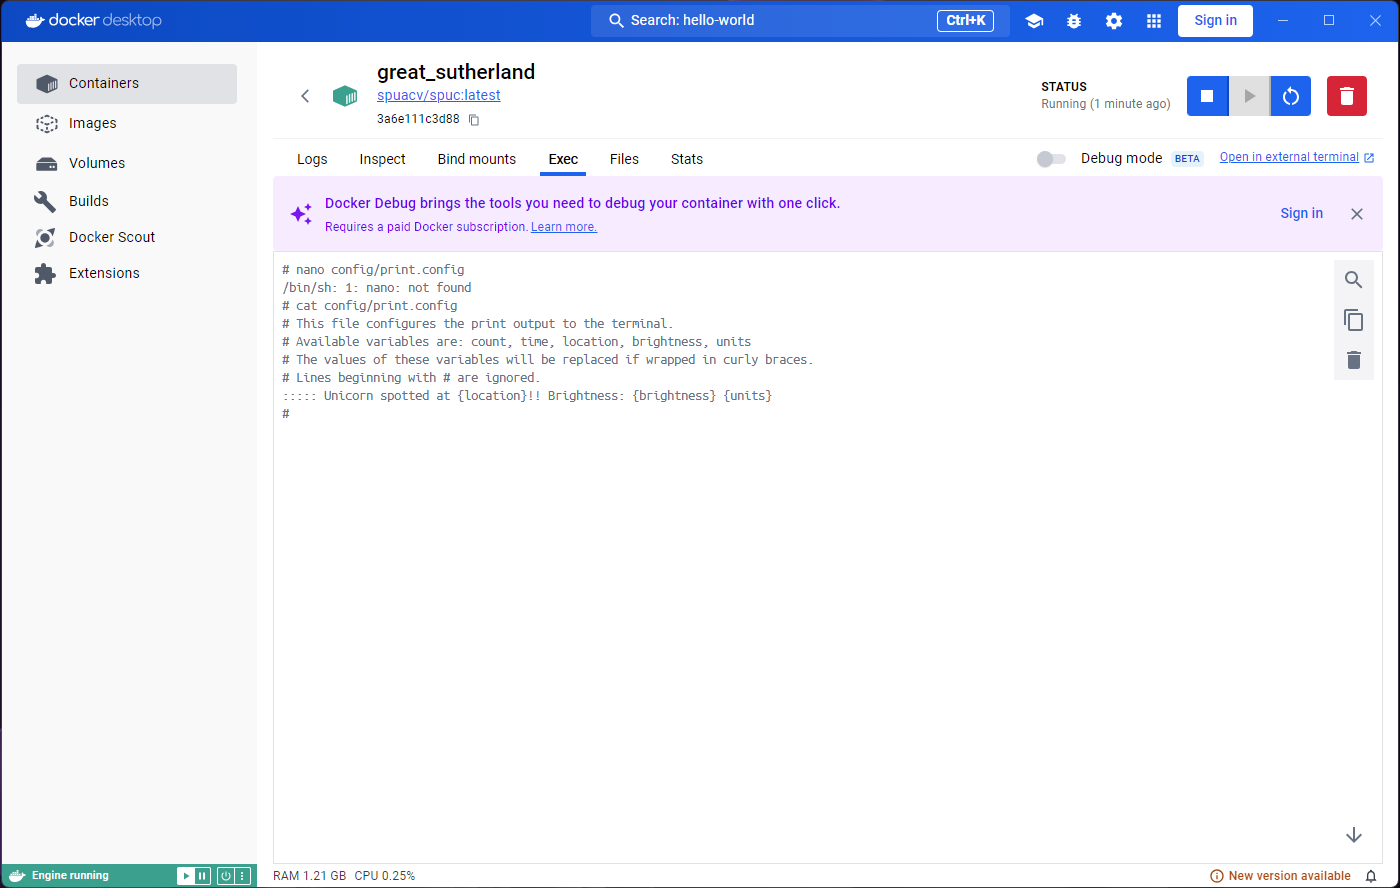 docker desktop
Search: hello-world
Ctrl+K
Sign in
Containers
Images
Volumes
Builds
Docker Scout
Extensions
great_sutherland
spuacv/spuc:latest
3a6e111c3d88
STATUS
Running (1 minute ago)
Logs Inspect Bind mounts Exec Files Stats
Debug mode BETA Open in external terminal
Docker Debug brings the tools you need to debug your container with one click.
Requires a paid Docker subscription. Learn more.
Sign in
# nano config/print.config
/bin/sh: 1: nano: not found
# cat config/print.config
# This file configures the print output to the terminal.
# Available variables are: count, time, location, brightness, units
# The values of these variables will be replaced if wrapped in curly braces.
# Lines beginning with # are ignored.
::::: Unicorn spotted at {location}!! Brightness: {brightness} {units}
#
Engine running
RAM 1.21 GB CPU 0.25%
New version available